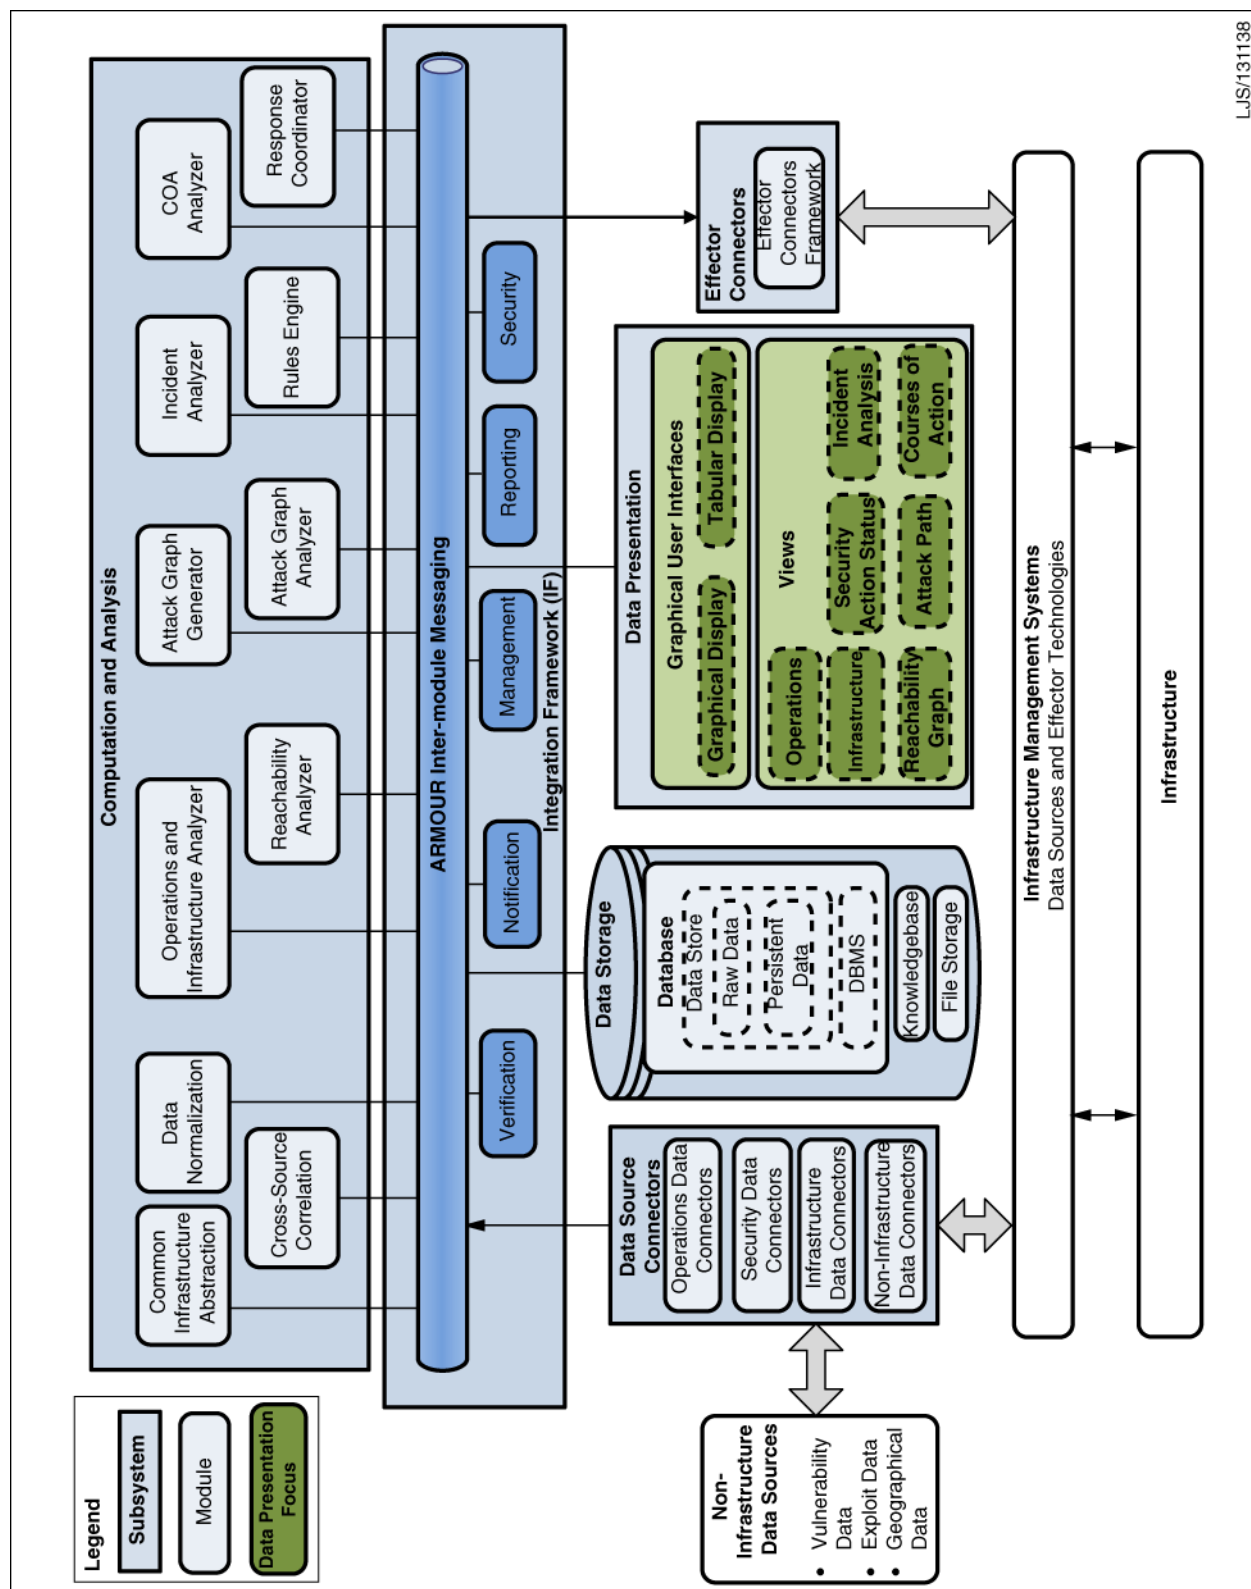 Legend
Subsystem
Module
Data Presentation
Focus
Computation and Analysis
Common
Infrastructure
Abstraction
Data
Normalization
Operations and
Infrastructure Analyzer
Attack Graph
Generator
Incident
Analyzer
COA
Analyzer
Cross-Source
Correlation
Reachability
Analyzer
Attack Graph
Analyzer
Rules Engine
Response
Coordinator
ARMOUR Inter-module Messaging
Verification
Notification
Management
Reporting
Security
Integration Framework (IF)
Non-
Infrastructure
Data Sources
• Vulnerability
Data
• Exploit Data
• Geographical
Data
Data Source
Connectors
Operations Data
Connectors
Security Data
Connectors
Infrastructure
Data Connectors
Non-Infrastructure
Data Connectors
Data Storage
Database
Data Store
Raw Data
Persistent
Data
DBMS
Knowledgebase
File Storage
Data Presentation
Graphical User Interfaces
Graphical Display
Tabular Display
Views
Operations
Infrastructure
Security
Action Status
Incident
Analysis
Reachability
Graph
Attack Path
Courses of
Action
Effector
Connectors
Effector
Connectors
Framework
Infrastructure Management Systems
Data Sources and Effector Technologies
Infrastructure
LJS/131138